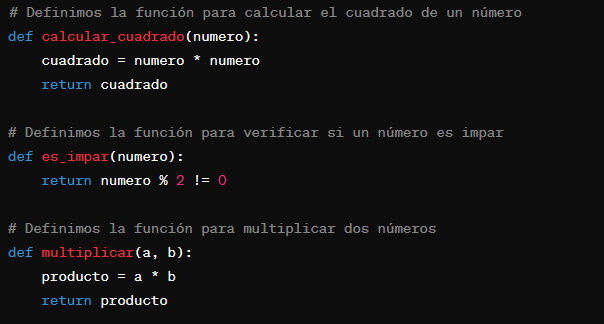 # Definimos la función para calcular el cuadrado de un número
def calcular_cuadrado(numero):
    cuadrado = numero * numero
    return cuadrado

# Definimos la función para verificar si un número es impar
def es_impar(numero):
    return numero % 2 != 0

# Definimos la función para multiplicar dos números
def multiplicar(a, b):
    producto = a * b
    return producto